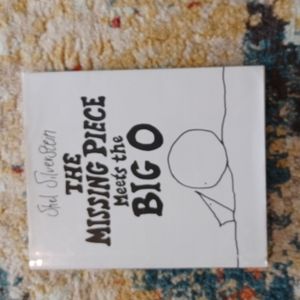 Shel Silverstein
THE
MISSING PIECE
Meets the
BIG O